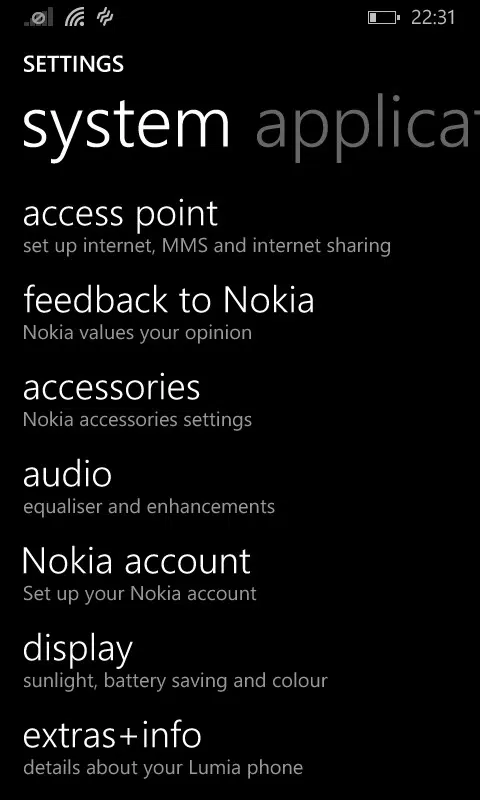 22:31
SETTINGS
system applicat
access point
set up internet, MMS and internet sharing
feedback to Nokia
Nokia values your opinion
accessories
Nokia accessories settings
audio
equaliser and enhancements
Nokia account
Set up your Nokia account
display
sunlight, battery saving and colour
extras+info
details about your Lumia phone